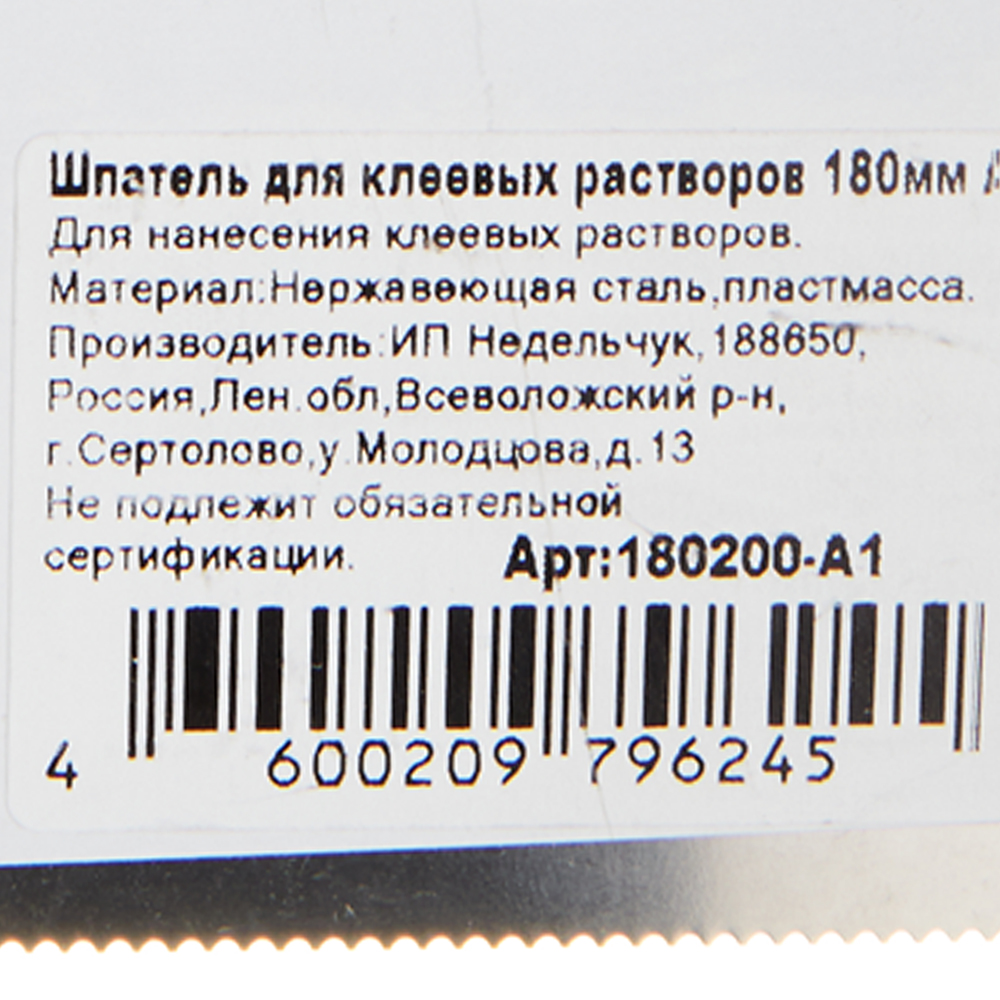 Шпатель для клеевых растворов 180мм
Для нанесения клеевых растворов.
Материал:Нержавеющая сталь,пластмасса.
Производитель:ИП Недельчук,188650,
Россия,Лен.обл,Всеволожский р-н,
г.Сертолово,у.Молодцова,д.13
Не подлежит обязательной
сертификации. Арт:180200-А1
4 600209 796245